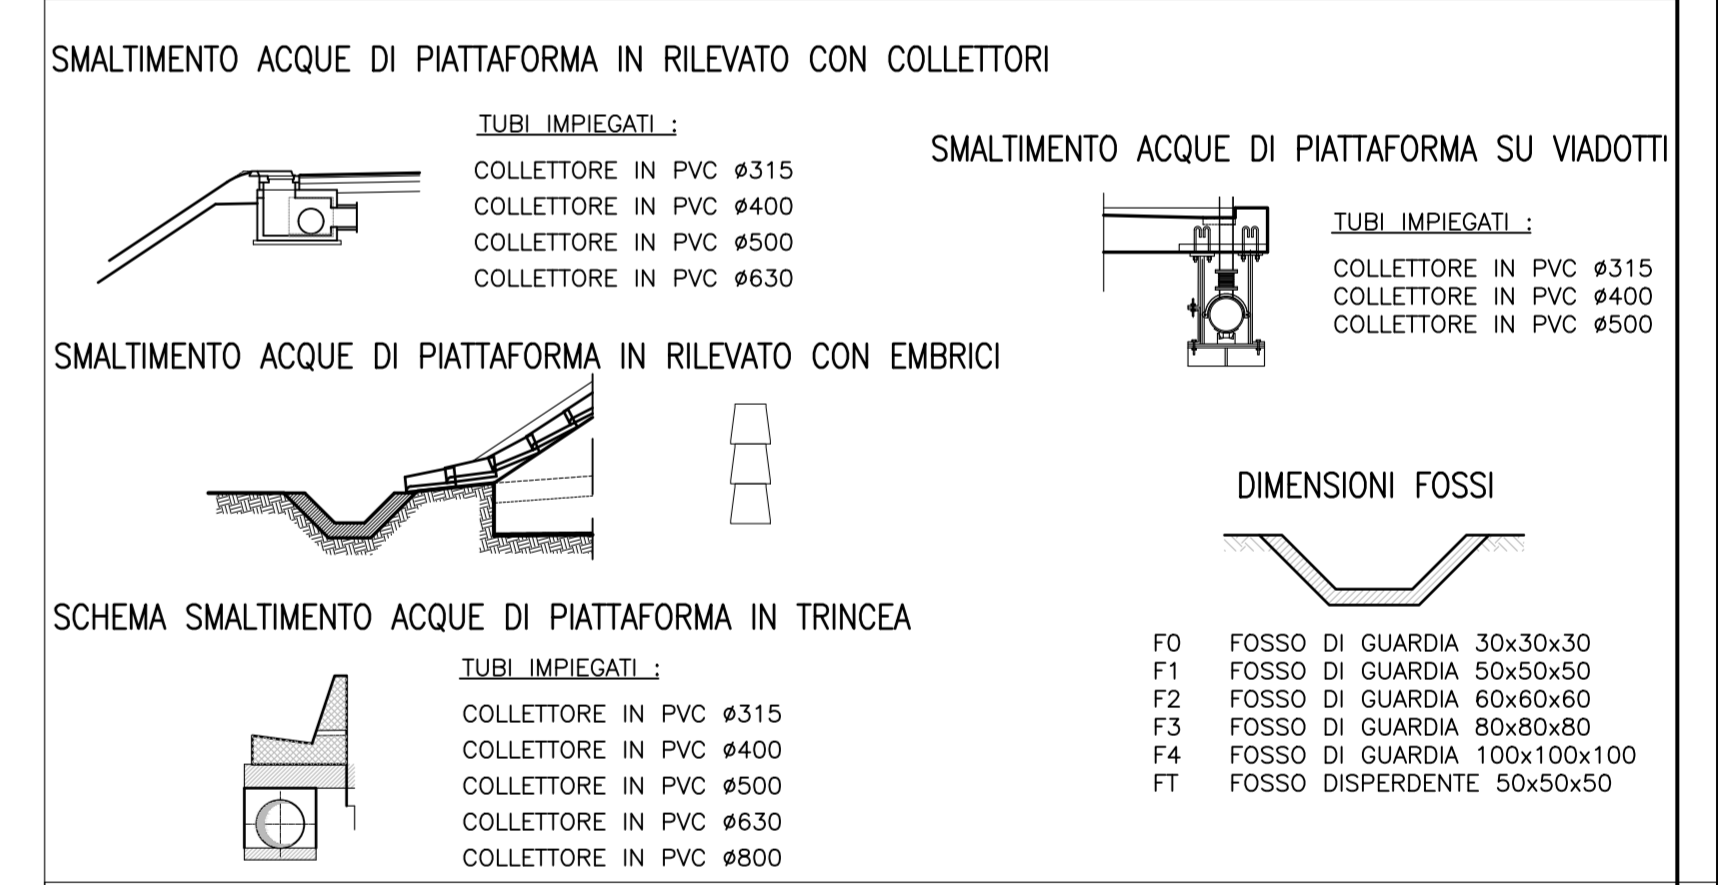 SMALTIMENTO ACQUE DI PIATTAFORMA IN RILEVATO CON COLLETTORI
TUBI IMPIEGATI :
COLLETTORE IN PVC ø315
COLLETTORE IN PVC ø400
COLLETTORE IN PVC ø500
COLLETTORE IN PVC ø630
SMALTIMENTO ACQUE DI PIATTAFORMA SU VIADOTTI
TUBI IMPIEGATI :
COLLETTORE IN PVC ø315
COLLETTORE IN PVC ø400
COLLETTORE IN PVC ø500
SMALTIMENTO ACQUE DI PIATTAFORMA IN RILEVATO CON EMBRICI
DIMENSIONI FOSSI
F0 FOSSO DI GUARDIA 30x30x30
F1 FOSSO DI GUARDIA 50x50x50
F2 FOSSO DI GUARDIA 60x60x60
F3 FOSSO DI GUARDIA 80x80x80
F4 FOSSO DI GUARDIA 100x100x100
FT FOSSO DISPERDENTE 50x50x50
SCHEMA SMALTIMENTO ACQUE DI PIATTAFORMA IN TRINCEA
TUBI IMPIEGATI :
COLLETTORE IN PVC ø315
COLLETTORE IN PVC ø400
COLLETTORE IN PVC ø500
COLLETTORE IN PVC ø630
COLLETTORE IN PVC ø800